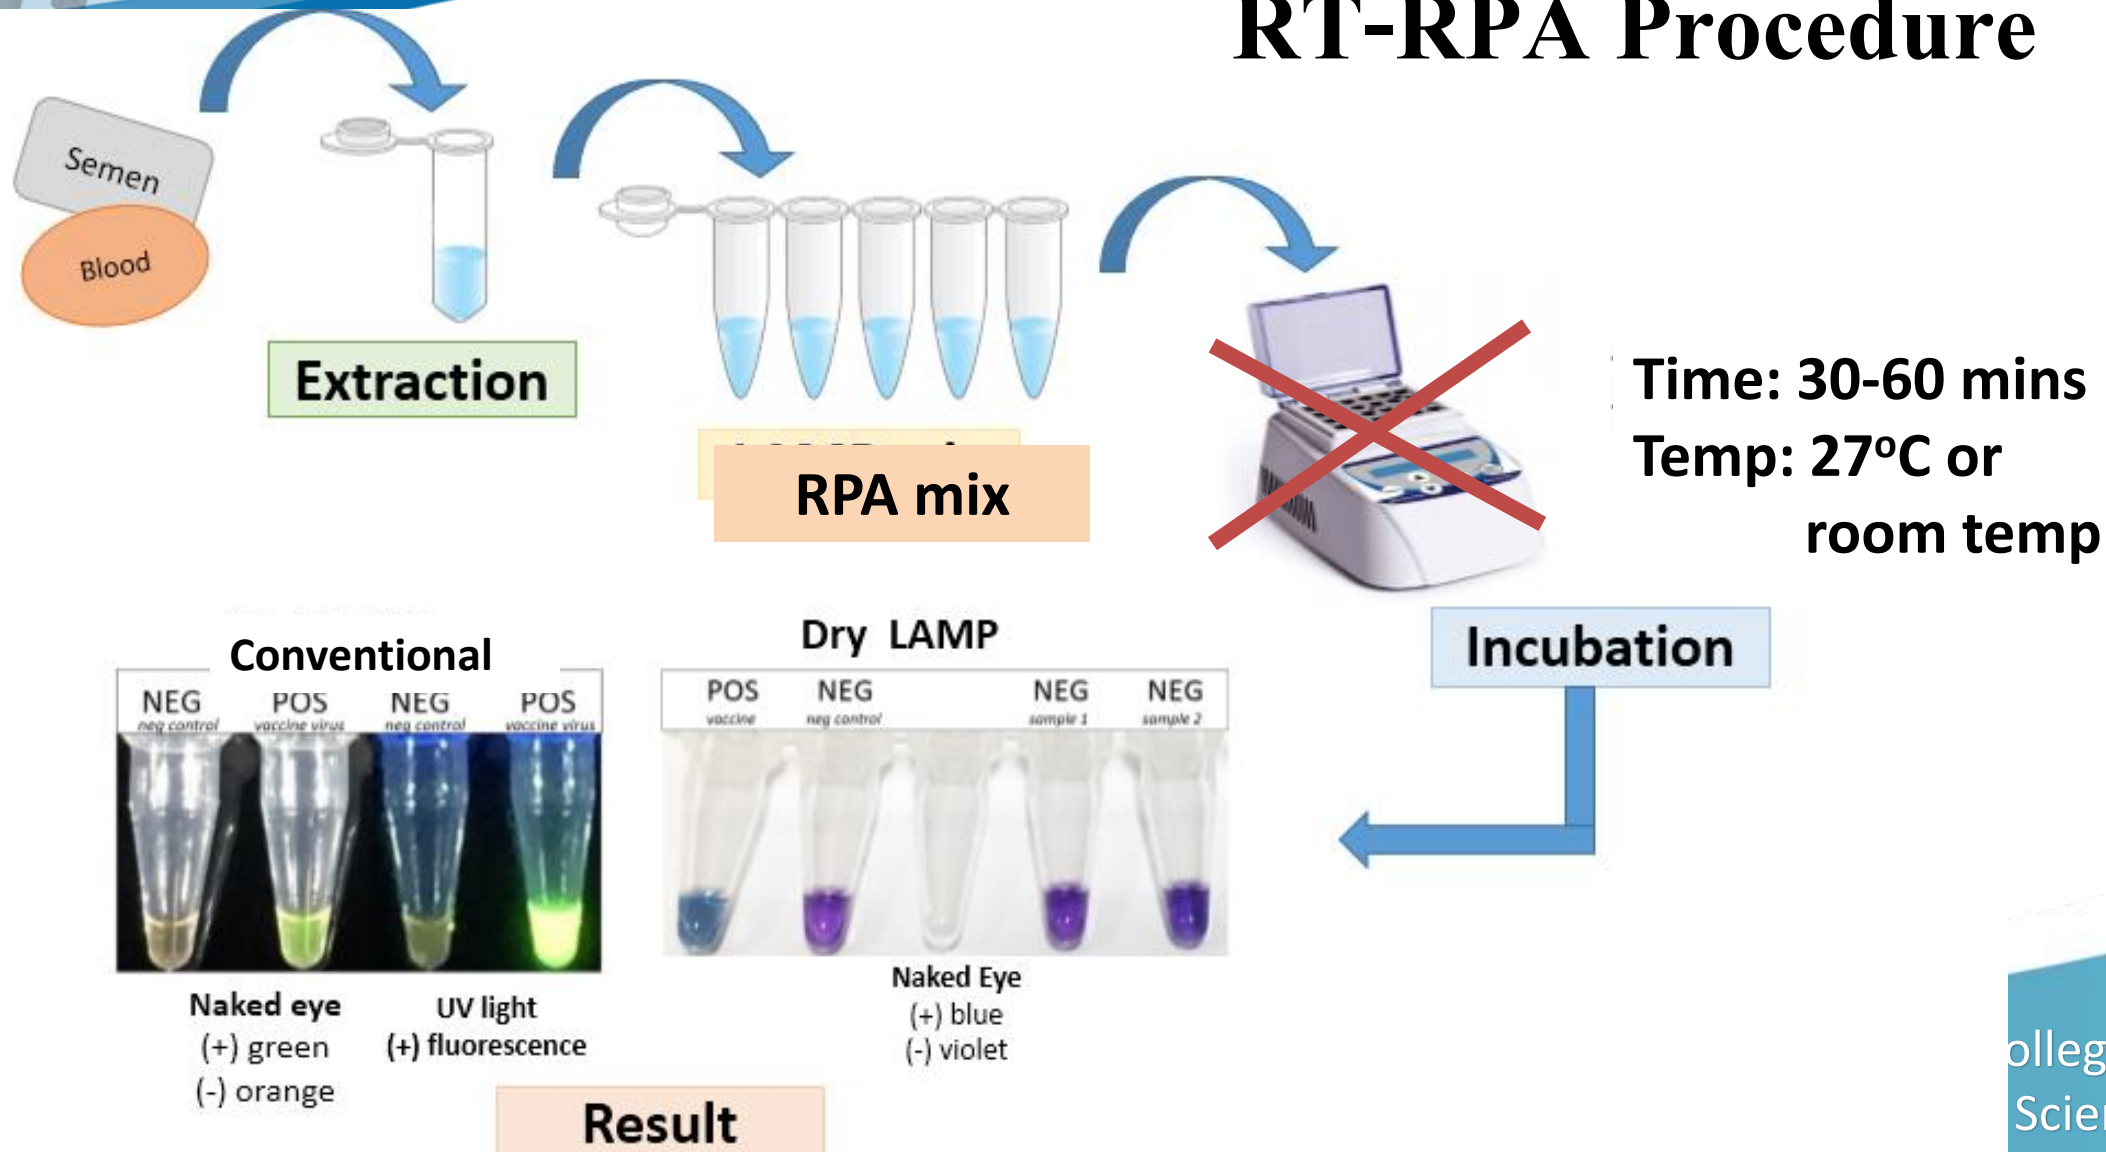 RT-RPA Procedure
Semen
Blood
Extraction
RPA mix
Time: 30-60 mins
Temp: 27°C or
room temp
Incubation
Conventional
NEG POS NEG POS
neg control vaccine virus neg control vaccine virus
Naked eye
(+) green
(-) orange
UV light
(+) fluorescence
Dry LAMP
POS NEG NEG NEG
vaccine neg control sample 1 sample 2
Naked Eye
(+) blue
(-) violet
Result